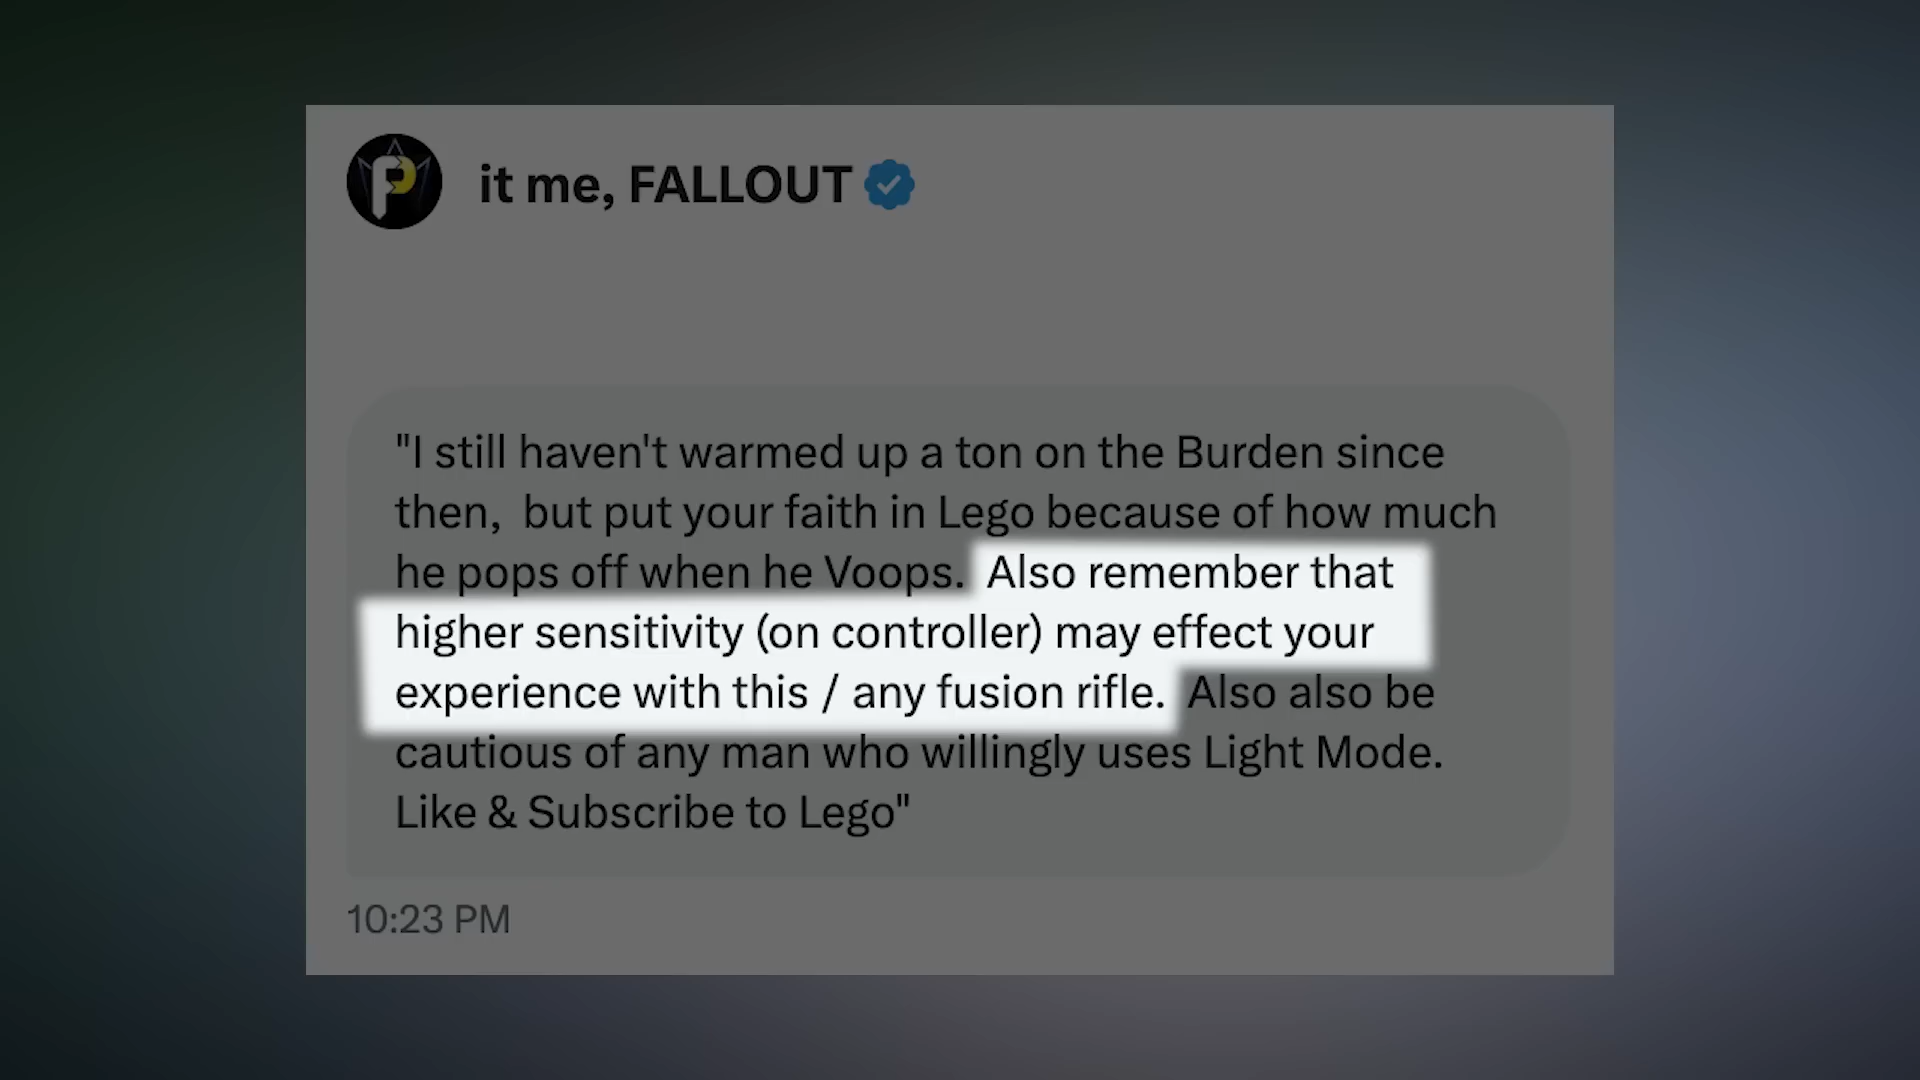 it me, FALLOUT
"I still haven't warmed up a ton on the Burden since
then,  but put your faith in Lego because of how much
he pops off when he Voops.  Also remember that
higher sensitivity (on controller) may effect your
experience with this / any fusion rifle.  Also also be
cautious of any man who willingly uses Light Mode.
Like & Subscribe to Lego"
10:23 PM